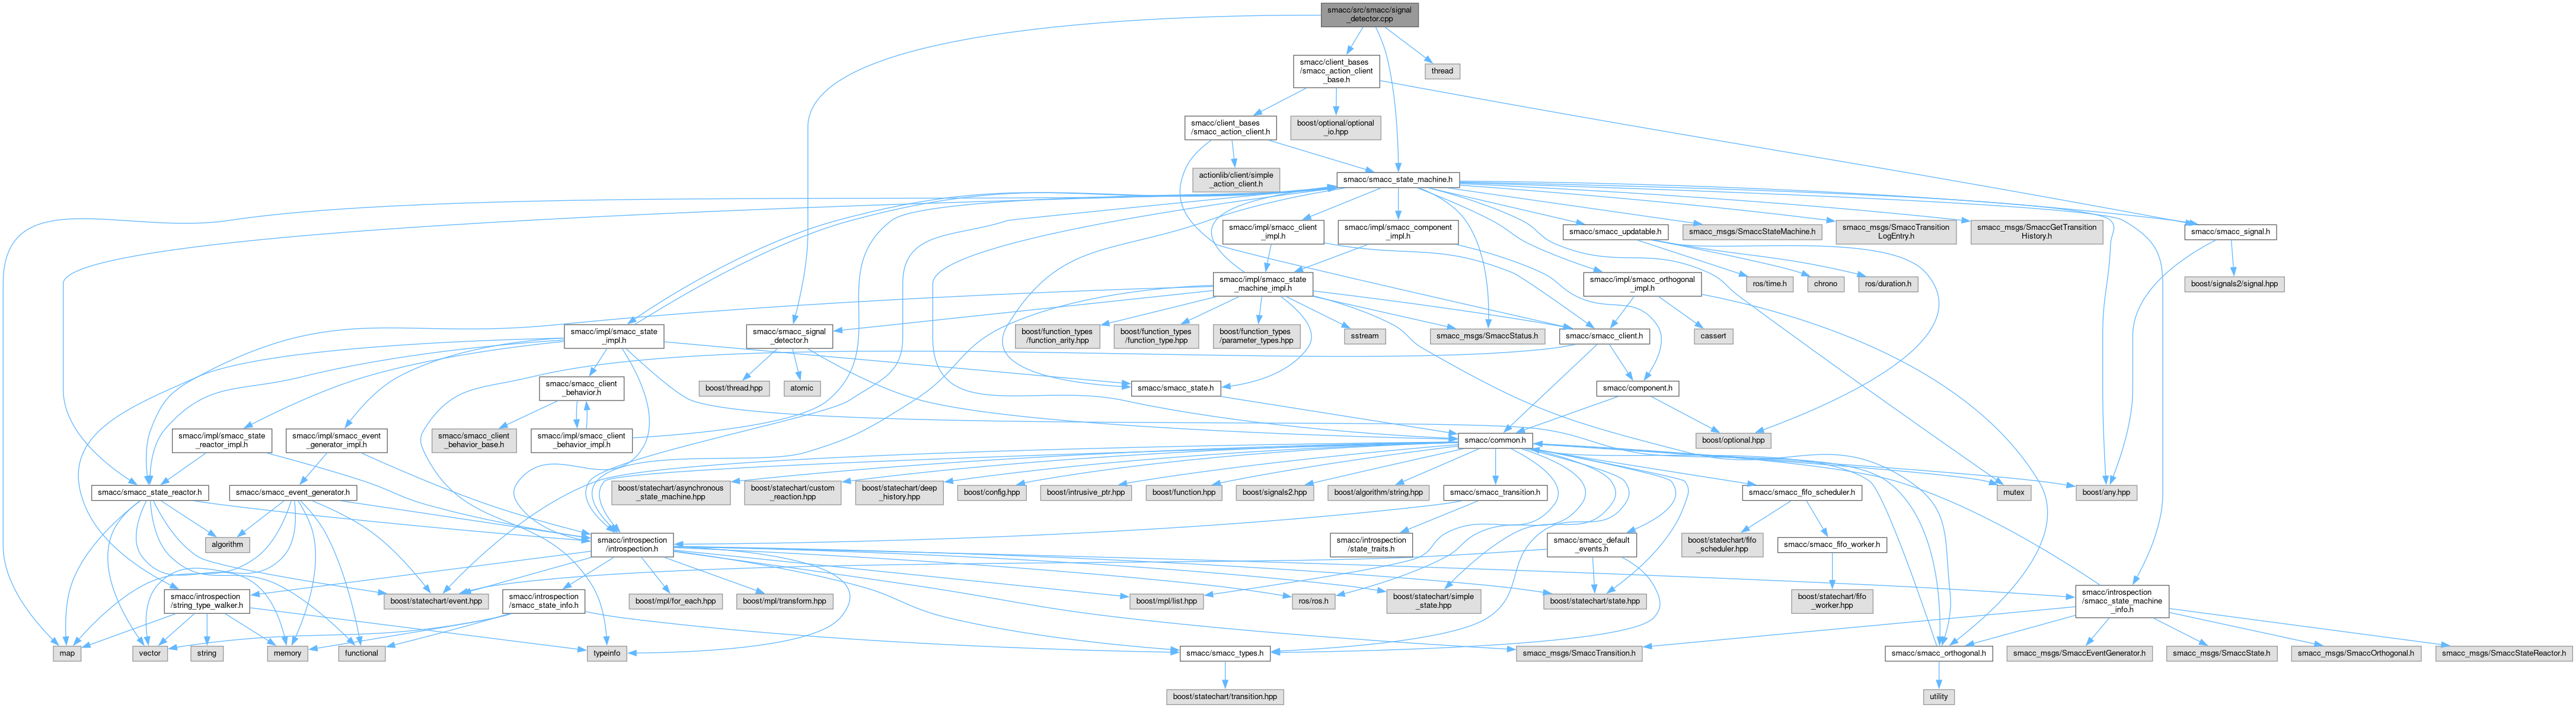 smacc/src/smacc/signal
_detector.cpp
smacc/client_bases
/smacc_action_client
_base.h
thread
smacc/client_bases
/smacc_action_client.h
boost/optional/optional
_io.hpp
actionlib/client/simple
_action_client.h
smacc/smacc_state_machine.h
smacc/impl/smacc_client
_impl.h
smacc/impl/smacc_component
_impl.h
smacc/smacc_updatable.h
smacc_msgs/SmaccStateMachine.h
smacc_msgs/SmaccTransition
LogEntry.h
smacc_msgs/SmaccGetTransition
History.h
smacc/smacc_signal.h
smacc/impl/smacc_state
_machine_impl.h
smacc/impl/smacc_orthogonal
_impl.h
ros/time.h
chrono
ros/duration.h
boost/signals2/signal.hpp
smacc/impl/smacc_state
_impl.h
smacc/smacc_signal
_detector.h
boost/function_types
/function_arity.hpp
boost/function_types
/function_type.hpp
boost/function_types
/parameter_types.hpp
sstream
smacc_msgs/SmaccStatus.h
smacc/smacc_client.h
cassert
smacc/smacc_client
_behavior.h
boost/thread.hpp
atomic
smacc/smacc_state.h
smacc/component.h
smacc/impl/smacc_state
_reactor_impl.h
smacc/impl/smacc_event
_generator_impl.h
smacc/smacc_client
_behavior_base.h
smacc/impl/smacc_client
_behavior_impl.h
smacc/common.h
boost/optional.hpp
smacc/smacc_state_reactor.h
smacc/smacc_event_generator.h
boost/statechart/asynchronous
_state_machine.hpp
boost/statechart/custom
_reaction.hpp
boost/statechart/deep
_history.hpp
boost/config.hpp
boost/intrusive_ptr.hpp
boost/function.hpp
boost/signals2.hpp
boost/algorithm/string.hpp
smacc/smacc_transition.h
smacc/smacc_fifo_scheduler.h
mutex
boost/any.hpp
algorithm
smacc/introspection
/introspection.h
smacc/introspection
/state_traits.h
smacc/smacc_default
_events.h
boost/statechart/fifo
_scheduler.hpp
smacc/smacc_fifo_worker.h
smacc/introspection
/string_type_walker.h
boost/statechart/event.hpp
smacc/introspection
/smacc_state_info.h
boost/mpl/for_each.hpp
boost/mpl/transform.hpp
boost/mpl/list.hpp
ros/ros.h
boost/statechart/simple
_state.hpp
boost/statechart/state.hpp
boost/statechart/fifo
_worker.hpp
smacc/introspection
/smacc_state_machine
_info.h
map
vector
string
memory
functional
typeinfo
smacc/smacc_types.h
smacc_msgs/SmaccTransition.h
smacc/smacc_orthogonal.h
smacc_msgs/SmaccEventGenerator.h
smacc_msgs/SmaccState.h
smacc_msgs/SmaccOrthogonal.h
smacc_msgs/SmaccStateReactor.h
boost/statechart/transition.hpp
utility